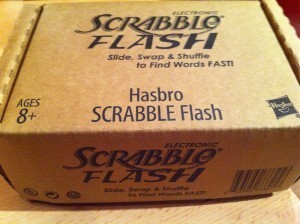 ELECTRONIC
SCRABBLE
FLASH
Slide, Swap & Shuffle
to Find Words FAST!
Hasbro
SCRABBLE Flash
AGES
8+
Hasbro
ELECTRONIC
SCRABBLE
FLASH
Slide, Swap & Shuffle
to Find Words FAST!